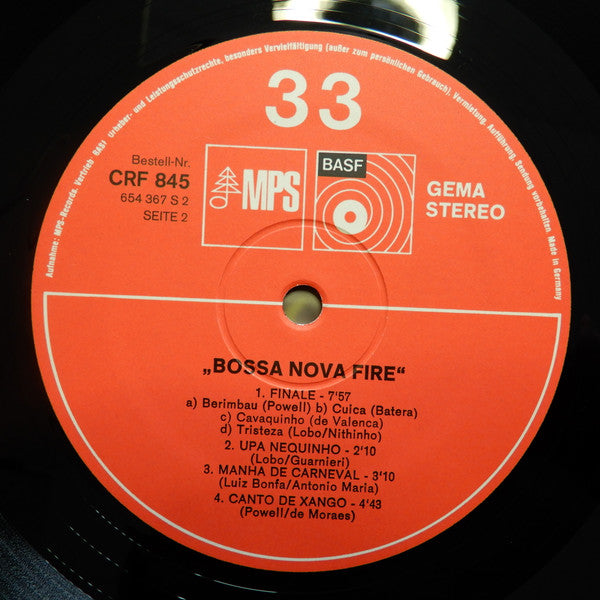 Aufnahme: MPS-Records. Vertrieb BASF. Urheber- und Leistungsschutzrechte, besonders Vervielfältigung (außer zum persönlichen Gebrauch), Vermietung, Aufführung, Sendung vorbehalten. Made in Germany
33
Bestell-Nr.
CRF 845
654 367 S 2
SEITE 2
MPS
BASF
GEMA
STEREO
„BOSSA NOVA FIRE“
1. FINALE - 7'57
a) Berimbau (Powell) b) Cuica (Batera)
c) Cavaquinho (de Valenca)
d) Tristeza (Lobo/Nithinho)
2. UPA NEQUINHO - 2'10
(Lobo/Guarnieri)
3. MANHA DE CARNEVAL - 3'10
(Luiz Bonfa/Antonio Maria)
4. CANTO DE XANGO - 4'43
(Powell/de Moraes)